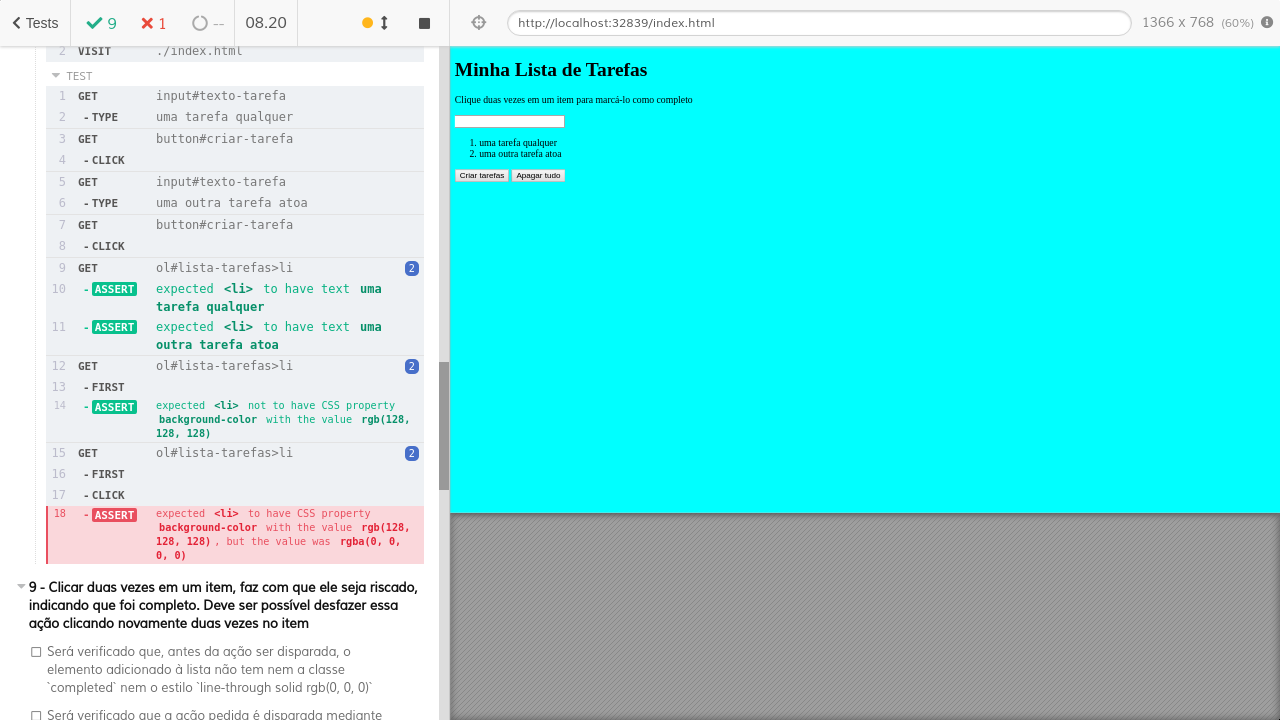 Tests 9 1 -- 08.20 http://localhost:32839/index.html 1366 x 768 (60%)
2 VISIT ./index.html
TEST
1 GET input#texto-tarefa
2 -TYPE uma tarefa qualquer
3 GET button#criar-tarefa
4 -CLICK
5 GET input#texto-tarefa
6 -TYPE uma outra tarefa atoa
7 GET button#criar-tarefa
8 -CLICK
9 GET ol#lista-tarefas>li 2
10 -ASSERT expected <li> to have text uma
tarefa qualquer
11 -ASSERT expected <li> to have text uma
outra tarefa atoa
12 GET ol#lista-tarefas>li 2
13 -FIRST
14 -ASSERT expected <li> not to have CSS property
background-color with the value rgb(128,
128, 128)
15 GET ol#lista-tarefas>li 2
16 -FIRST
17 -CLICK
18 -ASSERT expected <li> to have CSS property
background-color with the value rgb(128,
128, 128), but the value was rgba(0, 0,
0, 0)
9 - Clicar duas vezes em um item, faz com que ele seja riscado,
indicando que foi completo. Deve ser possível desfazer essa
ação clicando novamente duas vezes no item
Será verificado que, antes da ação ser disparada, o
elemento adicionado à lista não tem nem a classe
`completed` nem o estilo `line-through solid rgb(0, 0, 0)`
Será verificado que a ação pedida é disparada mediante
Minha Lista de Tarefas
Clique duas vezes em um item para marcá-lo como completo
1. uma tarefa qualquer
2. uma outra tarefa atoa
Criar tarefas Apagar tudo